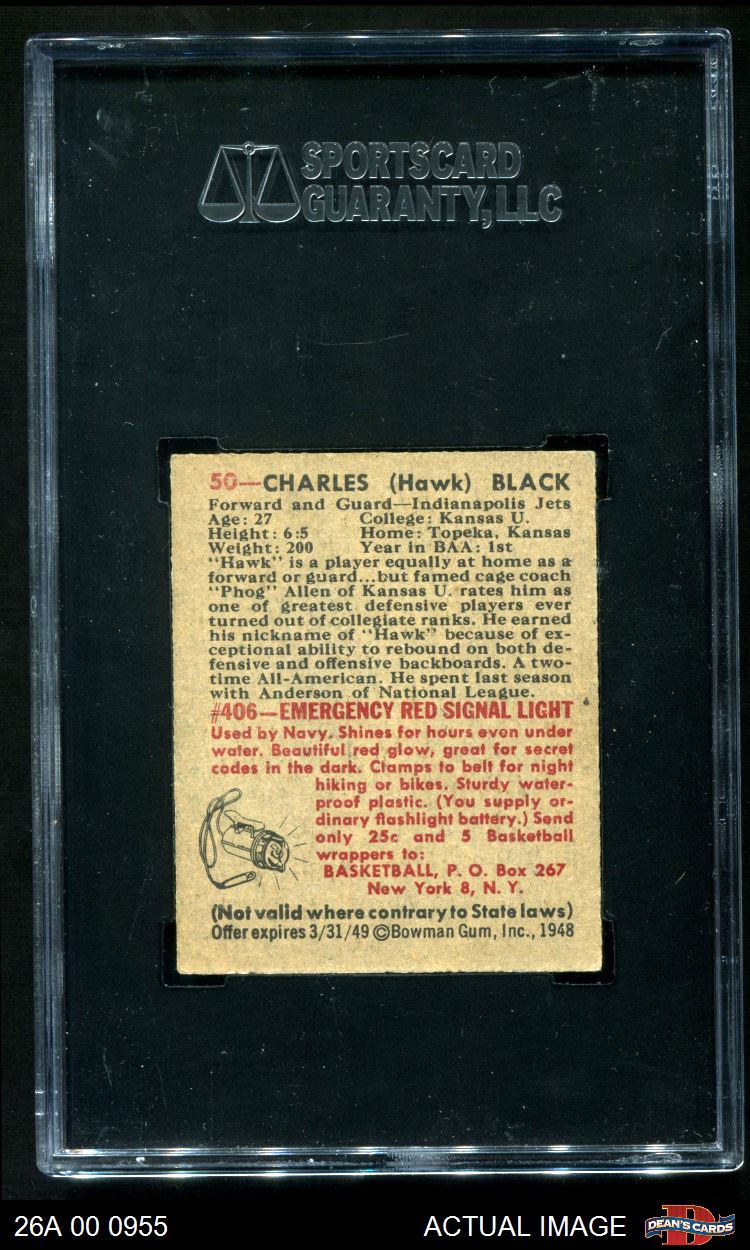 SPORTSCARD
GUARANTY, LLC
50—CHARLES (Hawk) BLACK
Forward and Guard—Indianapolis Jets
Age: 27 College: Kansas U.
Height: 6:5 Home: Topeka, Kansas
Weight: 200 Year in BAA: 1st
"Hawk" is a player equally at home as a
forward or guard...but famed cage coach
"Phog" Allen of Kansas U. rates him as
one of greatest defensive players ever
turned out of collegiate ranks. He earned
his nickname of "Hawk" because of ex-
ceptional ability to rebound on both de-
fensive and offensive backboards. A two-
time All-American. He spent last season
with Anderson of National League.
#406—EMERGENCY RED SIGNAL LIGHT
Used by Navy. Shines for hours even under
water. Beautiful red glow, great for secret
codes in the dark. Clamps to belt for night
hiking or bikes. Sturdy water-
proof plastic. (You supply or-
dinary flashlight battery.) Send
only 25c and 5 Basketball
wrappers to:
BASKETBALL, P. O. Box 267
New York 8, N. Y.
(Not valid where contrary to State laws)
Offer expires 3/31/49 ©Bowman Gum, Inc., 1948
26A 00 0955
ACTUAL IMAGE
DEAN'S CARDS